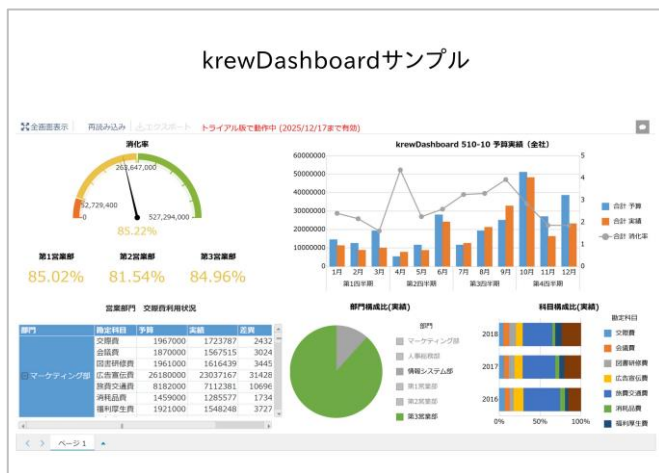 krewDashboardサンプル
全画面表示 再読み込み エクスポート トライアル版で動作中 (2025/12/17まで有効)
消化率
263,647,000
52,729,400
0 527,294,000
85.22%
第1営業部 第2営業部 第3営業部
85.02% 81.54% 84.96%
krewDashboard 510-10 予算実績（全社）
60000000 5
50000000 4
40000000
30000000 3
20000000 2
10000000 1
0 0
1月 2月 3月 4月 5月 6月 7月 8月 9月 10月 11月 12月
第1四半期 第2四半期 第3四半期 第4四半期
合計 予算
合計 実績
合計 消化率
営業部門 交際費利用状況
部門 勘定科目 予算 実績 差異
マーケティング部
交際費 1967000 1723787 2432
会議費 1870000 1567515 3024
図書研修費 1961000 1616439 3445
広告宣伝費 26180000 23037167 31428
旅費交通費 8182000 7112381 10696
消耗品費 1459000 1285577 1734
福利厚生費 1921000 1548248 3727
部門構成比(実績)
部門
マーケティング部
人事総務部
情報システム部
第1営業部
第2営業部
第3営業部
科目構成比(実績)
2018
2017
2016
0% 50% 100%
勘定科目
交際費
会議費
図書研修費
広告宣伝費
旅費交通費
消耗品費
福利厚生費
ページ 1